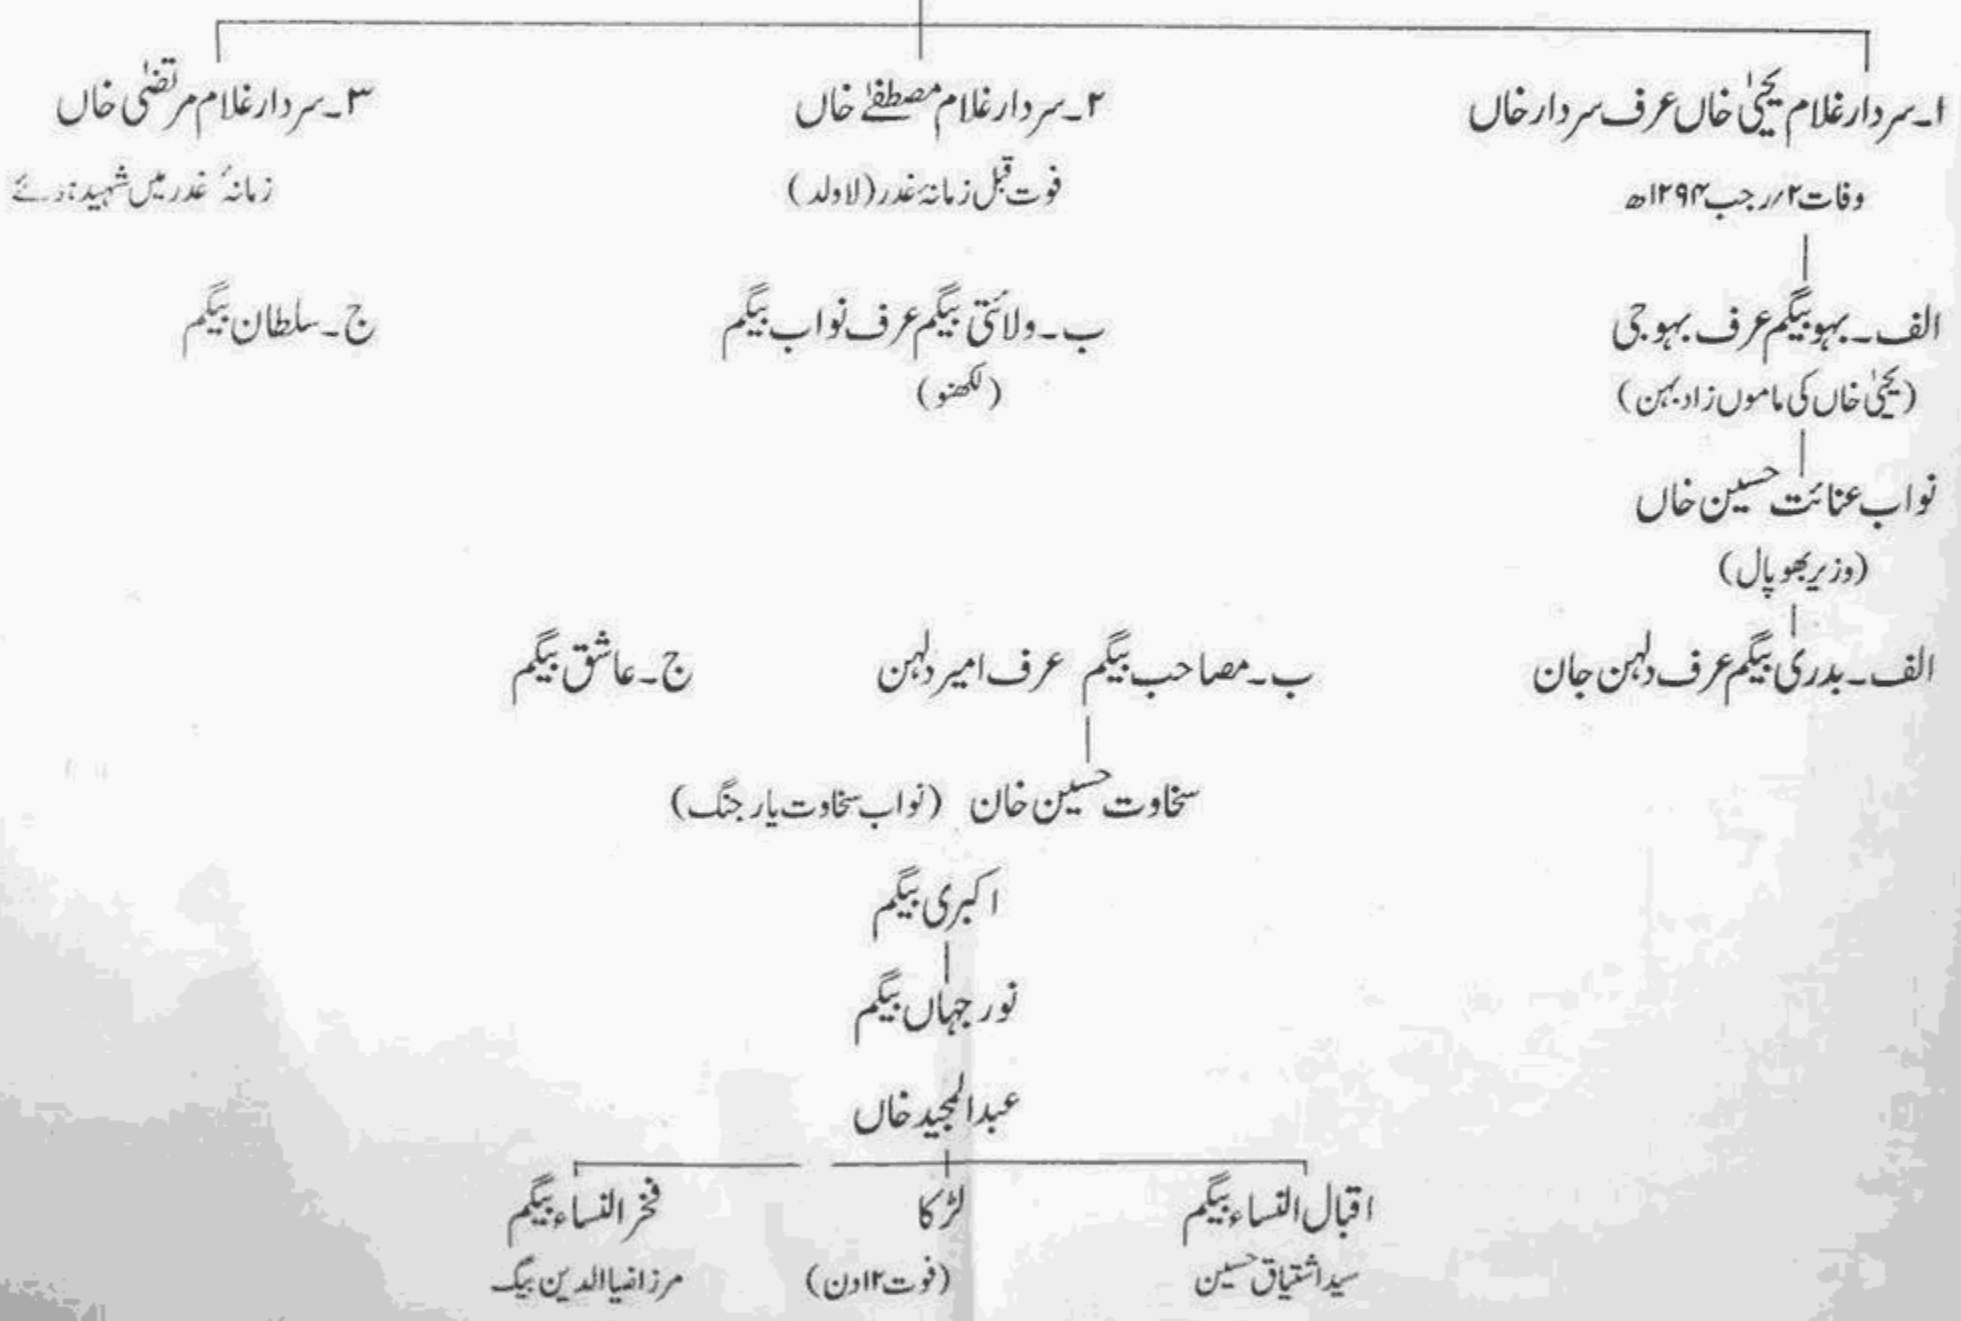 ۱۔سردار غلام یحییٰ خاں عرف سردار خاں ۲۔سردار غلام مصطفےٰ خاں ۳۔سردار غلام مرتضٰی خاں
وفات ۲/رجب ۱۲۹۴ھ فوت قبل زمانۂ غدر (لاولد) زمانۂ غدر میں شہید ہوئے
الف۔بہو بیگم عرف بہو جی ب۔ولائتی بیگم عرف نواب بیگم ج۔سلطان بیگم
(یحییٰ خاں کی ماموں زاد بہن) (لکھنو)
نواب عنائت حسین خاں
(وزیر بھوپال)
الف۔بدری بیگم عرف دلہن جان ب۔مصاحب بیگم عرف امیر دلہن ج۔عاشق بیگم
سخاوت حسین خان (نواب سخاوت یار جنگ)
اکبری بیگم
نور جہاں بیگم
عبدالمجید خاں
اقبال النساء بیگم لڑکا فخر النساء بیگم
سید اشتیاق حسین (فوت ۱۲دن) مرزا ضیاالدین بیگ